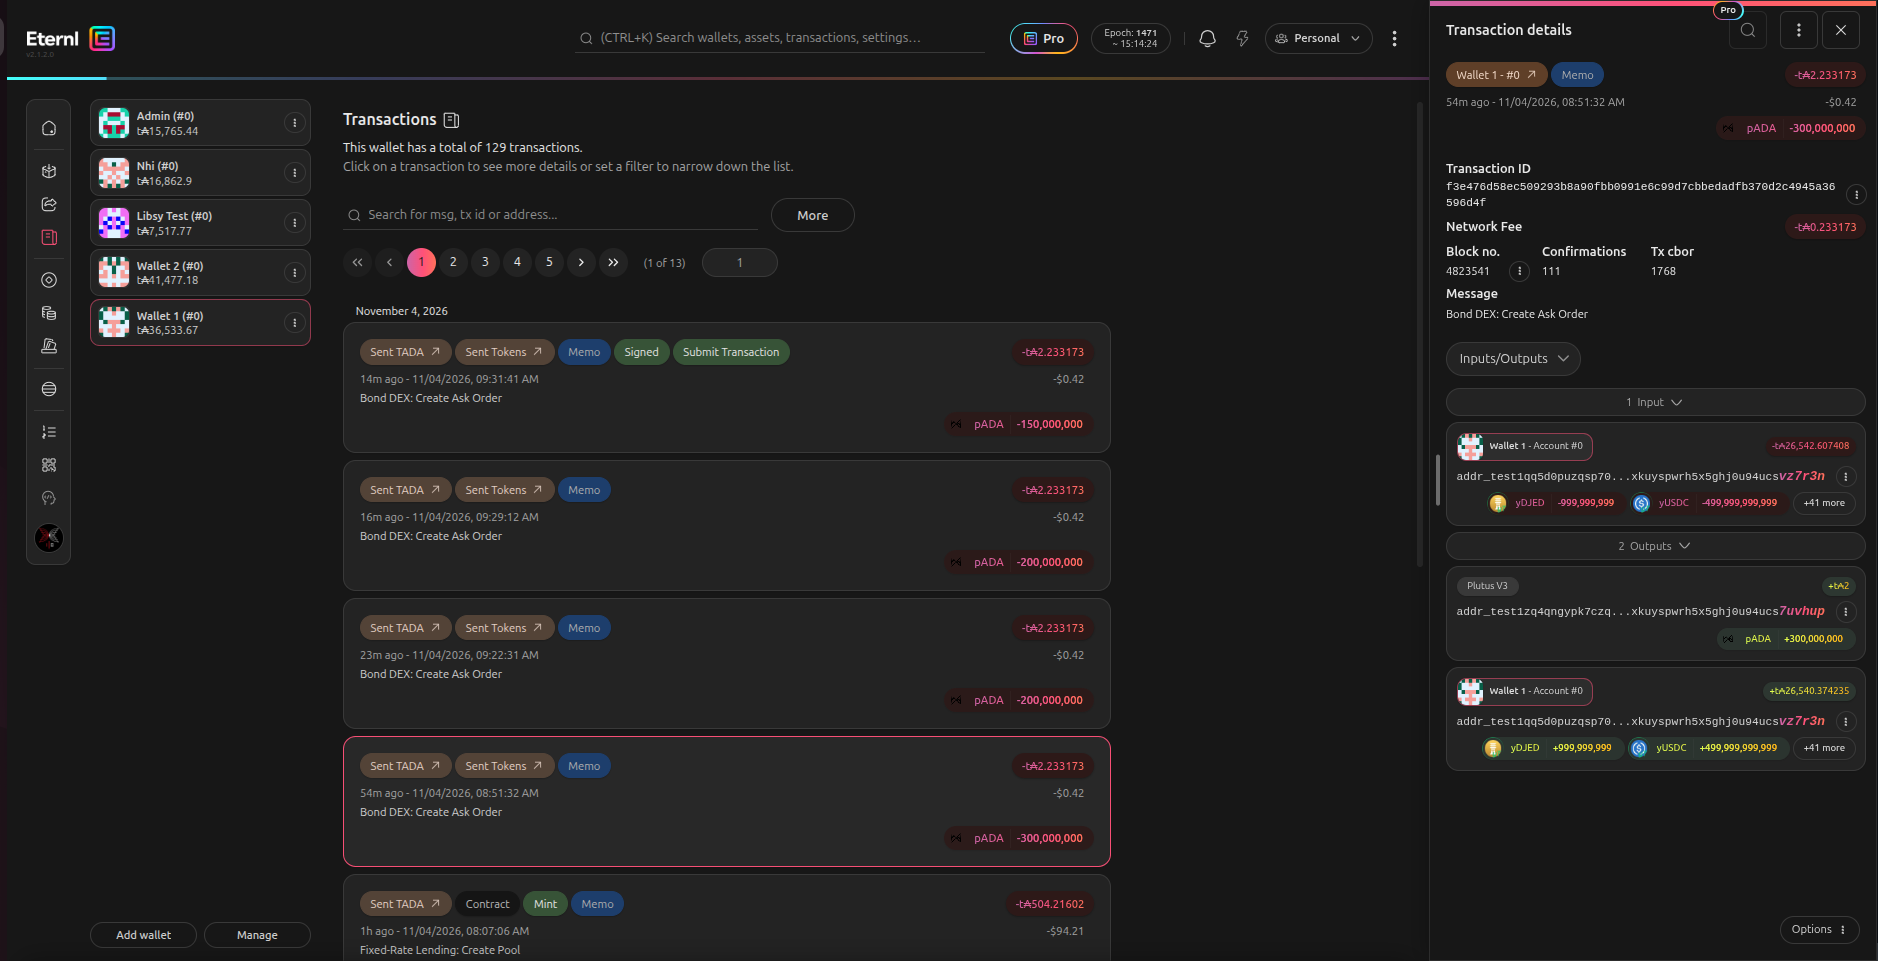 Eternl
v2.1.2.0
(CTRL+K) Search wallets, assets, transactions, settings...
Pro
Epoch: 1471
~ 15:14:24
Personal
Admin (#0)
t₳15,765.44
Nhi (#0)
t₳16,862.9
Libsy Test (#0)
t₳7,517.77
Wallet 2 (#0)
t₳41,477.18
Wallet 1 (#0)
t₳36,533.67
Add wallet
Manage
Transactions
This wallet has a total of 129 transactions.
Click on a transaction to see more details or set a filter to narrow down the list.
Search for msg, tx id or address...
More
1 2 3 4 5 (1 of 13) 1
November 4, 2026
Sent TADA Sent Tokens Memo Signed Submit Transaction -t₳2.233173
14m ago - 11/04/2026, 09:31:41 AM -$0.42
Bond DEX: Create Ask Order
pADA -150,000,000
Sent TADA Sent Tokens Memo -t₳2.233173
16m ago - 11/04/2026, 09:29:12 AM -$0.42
Bond DEX: Create Ask Order
pADA -200,000,000
Sent TADA Sent Tokens Memo -t₳2.233173
23m ago - 11/04/2026, 09:22:31 AM -$0.42
Bond DEX: Create Ask Order
pADA -200,000,000
Sent TADA Sent Tokens Memo -t₳2.233173
54m ago - 11/04/2026, 08:51:32 AM -$0.42
Bond DEX: Create Ask Order
pADA -300,000,000
Sent TADA Contract Mint Memo -t₳504.21602
1h ago - 11/04/2026, 08:07:06 AM -$94.21
Fixed-Rate Lending: Create Pool
Pro
Transaction details
Wallet 1 - #0 Memo -t₳2.233173
54m ago - 11/04/2026, 08:51:32 AM -$0.42
pADA -300,000,000
Transaction ID
f3e476d58ec509293b8a90fbb0991e6c99d7cbbedadfb370d2c4945a36
596d4f
Network Fee -t₳0.233173
Block no. Confirmations Tx cbor
4823541 111 1768
Message
Bond DEX: Create Ask Order
Inputs/Outputs
1 Input
Wallet 1 - Account #0 -t₳26,542.607408
addr_test1qq5d0puzqsp70...xkuyspwrh5x5ghj0u94ucsvz7r3n
yDJED -999,999,999 yUSDC -499,999,999,999 +41 more
2 Outputs
Plutus V3 +t₳2
addr_test1zq4qngypk7czq...xkuyspwrh5x5ghj0u94ucs7uvhup
pADA +300,000,000
Wallet 1 - Account #0 +t₳26,540.374235
addr_test1qq5d0puzqsp70...xkuyspwrh5x5ghj0u94ucsvz7r3n
yDJED +999,999,999 yUSDC +499,999,999,999 +41 more
Options